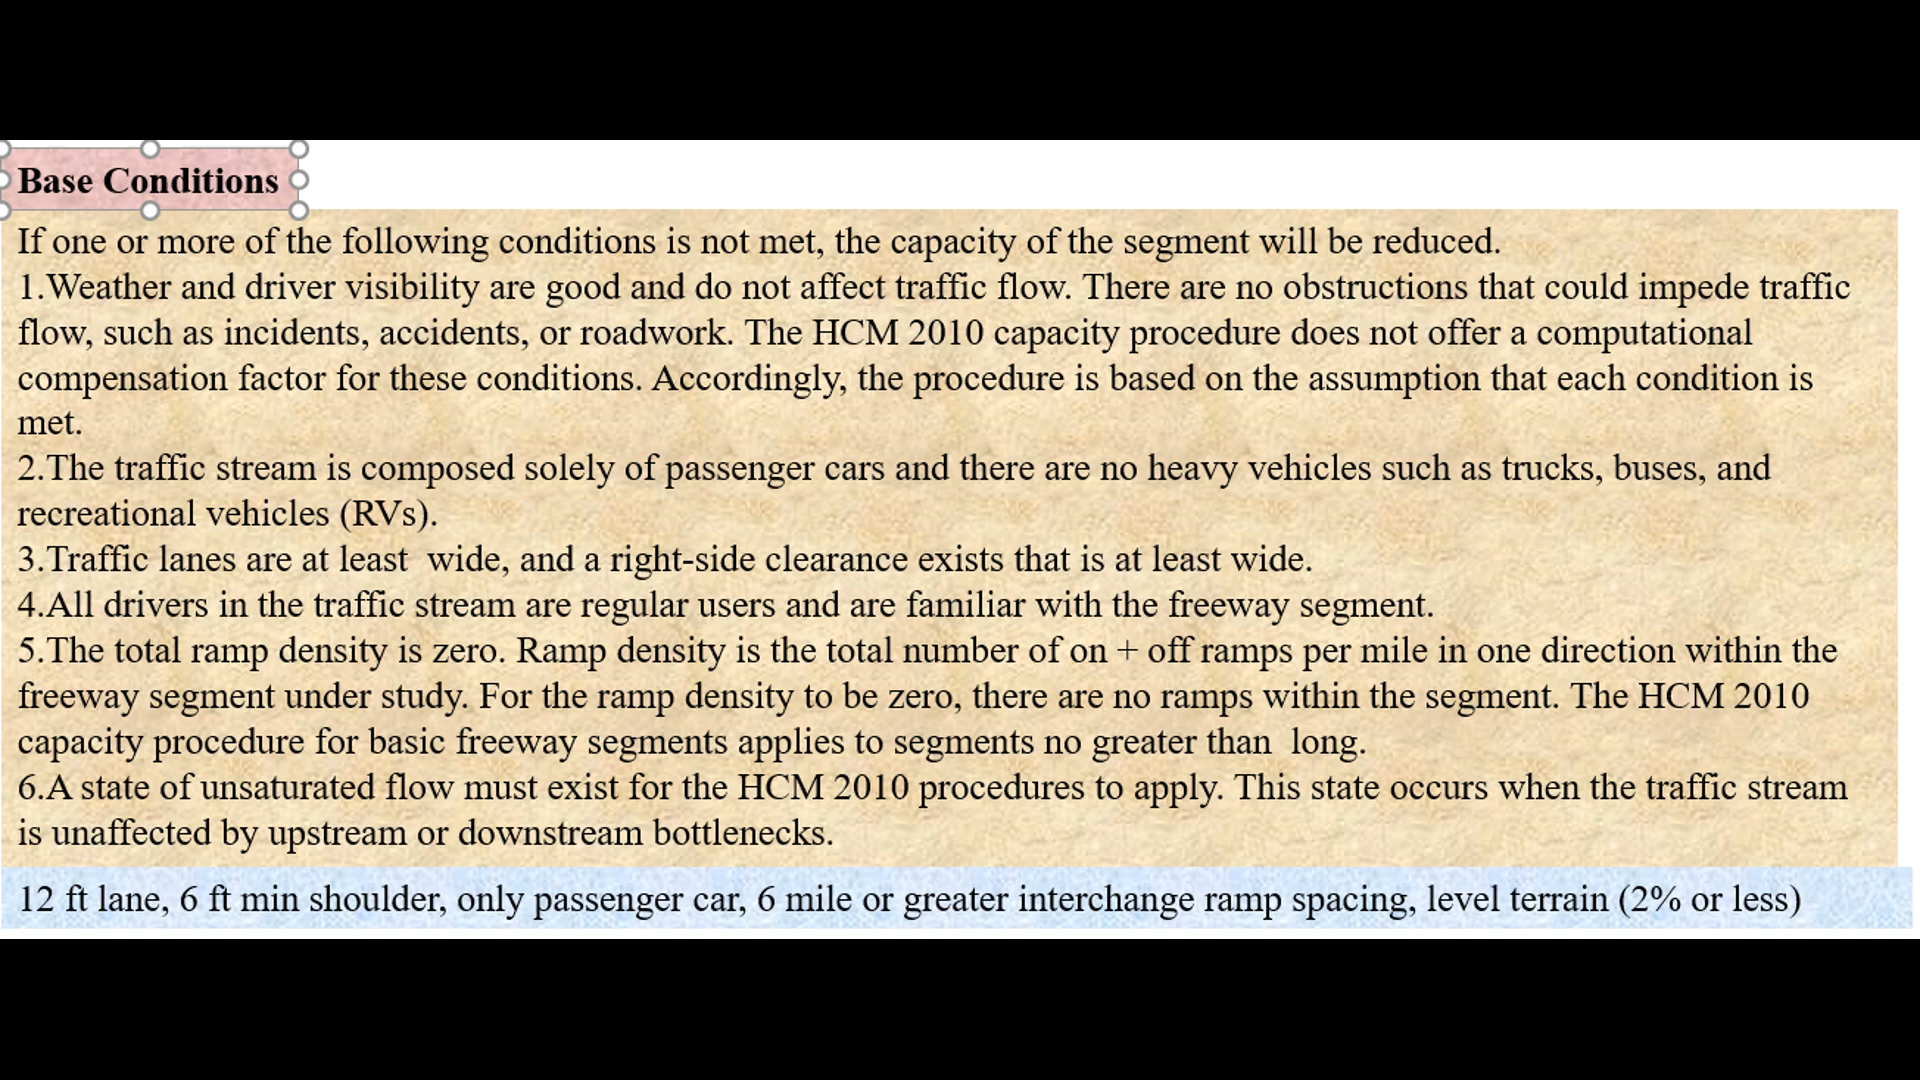 Base Conditions
If one or more of the following conditions is not met, the capacity of the segment will be reduced.
1.Weather and driver visibility are good and do not affect traffic flow. There are no obstructions that could impede traffic
flow, such as incidents, accidents, or roadwork. The HCM 2010 capacity procedure does not offer a computational
compensation factor for these conditions. Accordingly, the procedure is based on the assumption that each condition is
met.
2.The traffic stream is composed solely of passenger cars and there are no heavy vehicles such as trucks, buses, and
recreational vehicles (RVs).
3.Traffic lanes are at least  wide, and a right-side clearance exists that is at least wide.
4.All drivers in the traffic stream are regular users and are familiar with the freeway segment.
5.The total ramp density is zero. Ramp density is the total number of on + off ramps per mile in one direction within the
freeway segment under study. For the ramp density to be zero, there are no ramps within the segment. The HCM 2010
capacity procedure for basic freeway segments applies to segments no greater than  long.
6.A state of unsaturated flow must exist for the HCM 2010 procedures to apply. This state occurs when the traffic stream
is unaffected by upstream or downstream bottlenecks.
12 ft lane, 6 ft min shoulder, only passenger car, 6 mile or greater interchange ramp spacing, level terrain (2% or less)